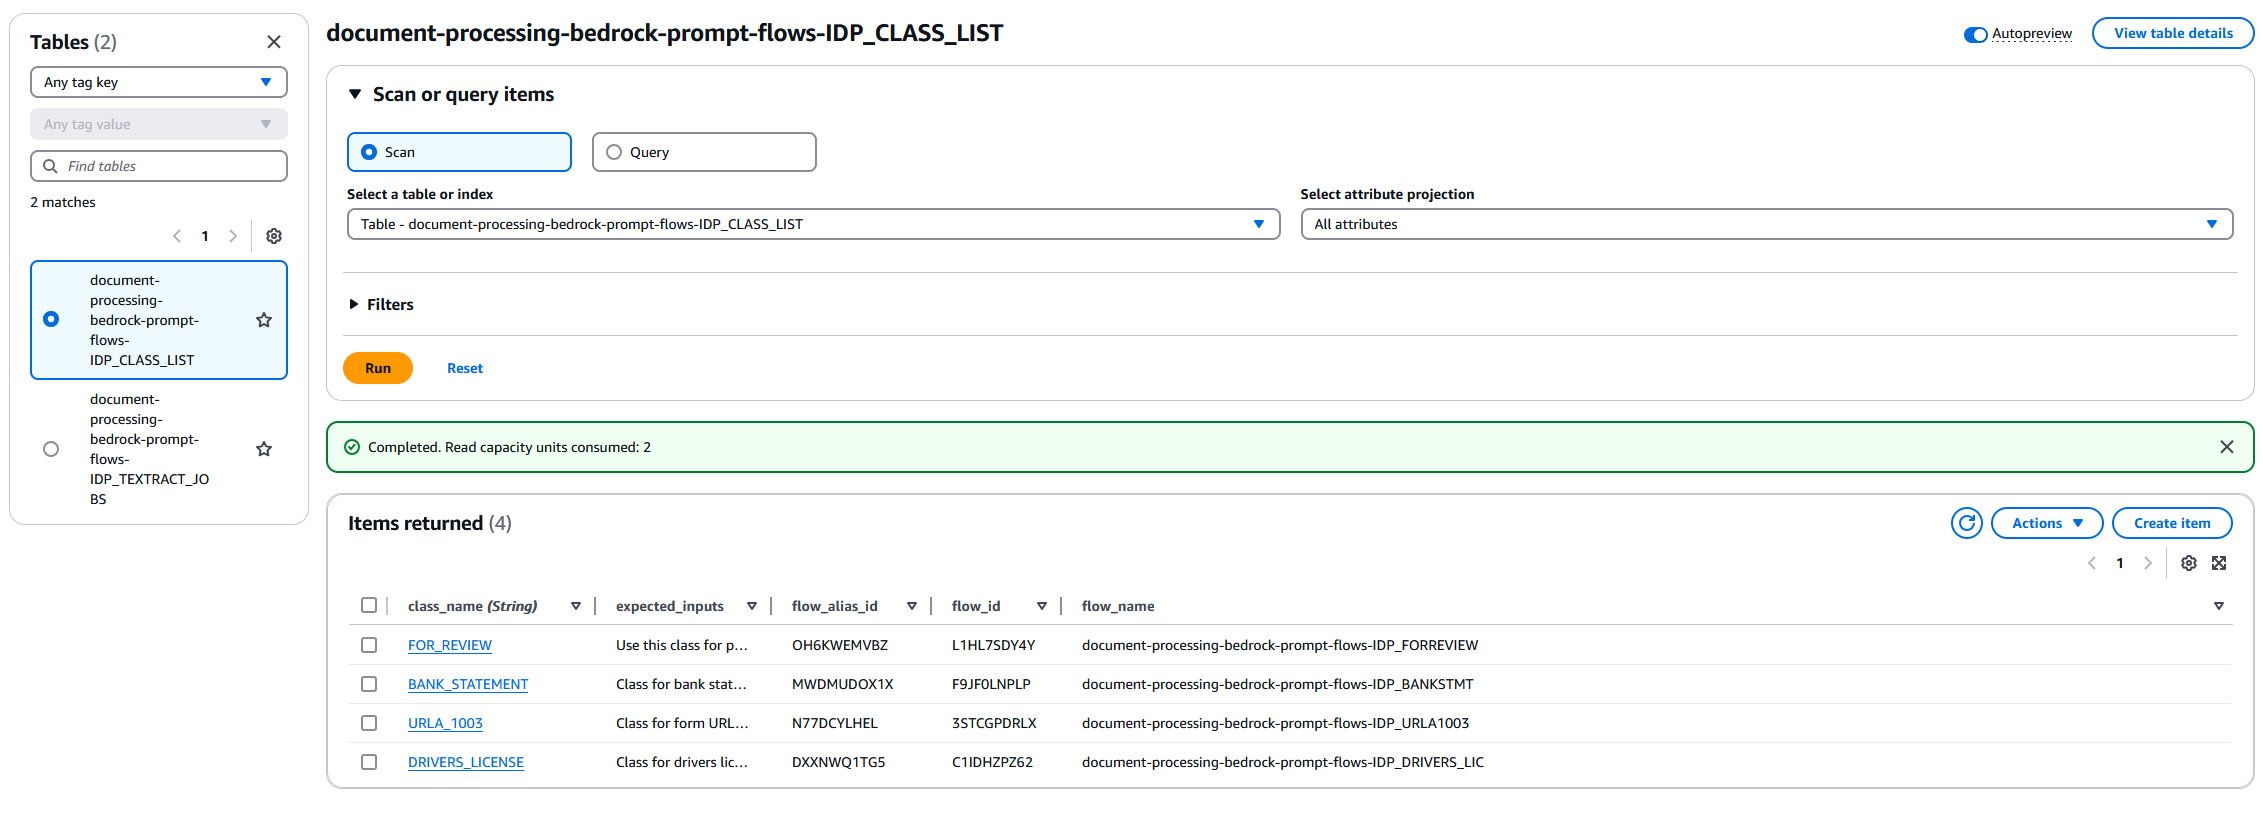 Tables (2)
Any tag key
Any tag value
Find tables
2 matches
1
document-
processing-
bedrock-prompt-
flows-
IDP_CLASS_LIST
document-
processing-
bedrock-prompt-
flows-
IDP_TEXTRACT_JO
BS
document-processing-bedrock-prompt-flows-IDP_CLASS_LIST
Autopreview
View table details
Scan or query items
Scan
Query
Select a table or index
Select attribute projection
Table - document-processing-bedrock-prompt-flows-IDP_CLASS_LIST
All attributes
Filters
Run
Reset
Completed. Read capacity units consumed: 2
Items returned (4)
Actions
Create item
1
class_name (String) expected_inputs flow_alias_id flow_id flow_name
FOR_REVIEW Use this class for p... OH6KWEMVBZ L1HL7SDY4Y document-processing-bedrock-prompt-flows-IDP_FORREVIEW
BANK_STATEMENT Class for bank stat... MWDMUDOX1X F9JF0LNPLP document-processing-bedrock-prompt-flows-IDP_BANKSTMT
URLA_1003 Class for form URL... N77DCYLHEL 3STCGPDRLX document-processing-bedrock-prompt-flows-IDP_URLA1003
DRIVERS_LICENSE Class for drivers lic... DXXNWQ1TG5 C1IDHZPZ62 document-processing-bedrock-prompt-flows-IDP_DRIVERS_LIC